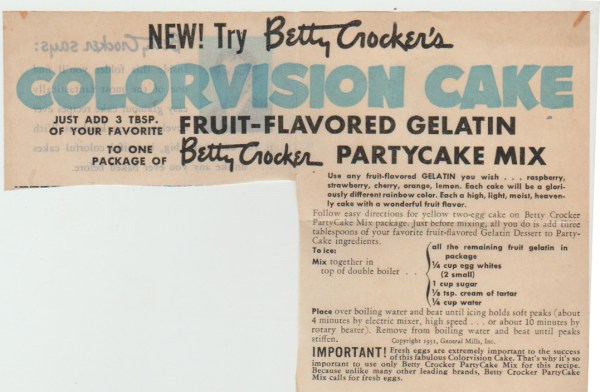 NEW! Try Betty Crocker's
COLORVISION CAKE
JUST ADD 3 TBSP.
OF YOUR FAVORITE
FRUIT-FLAVORED GELATIN
TO ONE
PACKAGE OF
Betty Crocker PARTYCAKE MIX
Use any fruit-flavored GELATIN you wish . . . raspberry,
strawberry, cherry, orange, lemon. Each cake will be a glori-
ously different rainbow color. Each a high, light, moist, heaven-
ly cake with a wonderful fruit flavor.
Follow easy directions for yellow two-egg cake on Betty Crocker
PartyCake Mix package. Just before mixing, all you do is add three
tablespoons of your favorite fruit-flavored Gelatin Dessert to Party-
Cake ingredients.
To ice:
Mix together in
top of double boiler . .
all the remaining fruit gelatin in
package
¼ cup egg whites
(2 small)
1 cup sugar
⅛ tsp. cream of tartar
¼ cup water
Place over boiling water and beat until icing holds soft peaks (about
4 minutes by electric mixer, high speed . . . or about 10 minutes by
rotary beater). Remove from boiling water and beat until peaks
stiffen.
Copyright 1951, General Mills, Inc.
IMPORTANT! Fresh eggs are extremely important to the success
of this fabulous Colorvision Cake. That's why it's so
important to use only Betty Crocker PartyCake Mix for this recipe.
Because unlike many other leading brands, Betty Crocker PartyCake
Mix calls for fresh eggs.